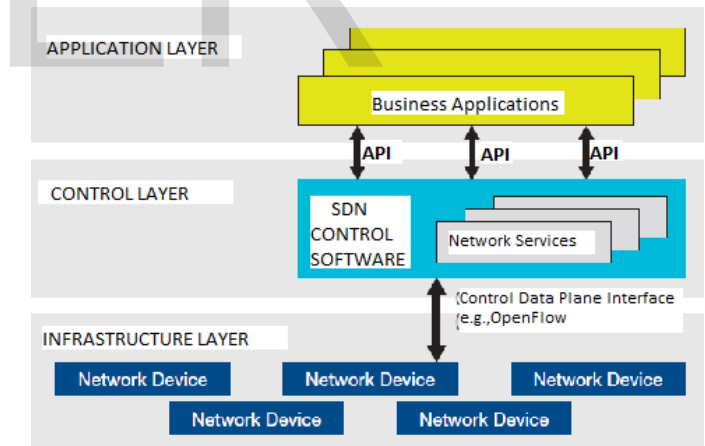 APPLICATION LAYER
Business Applications
API
API
API
CONTROL LAYER
SDN
CONTROL
SOFTWARE
Network Services
(Control Data Plane Interface
(e.g.,OpenFlow
INFRASTRUCTURE LAYER
Network Device
Network Device
Network Device
Network Device
Network Device